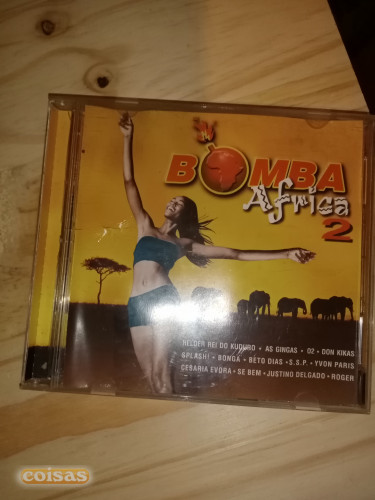 BOMBA
Africa
2
HELDER REI DO KUDURO • AS GINGAS • O2 • DON KIKAS
SPLASH! • BONGA • BÉTO DIAS • S.S.P. • YVON PARIS
CESARIA EVORA • SE BEM • JUSTINO DELGADO • ROGER
coisas